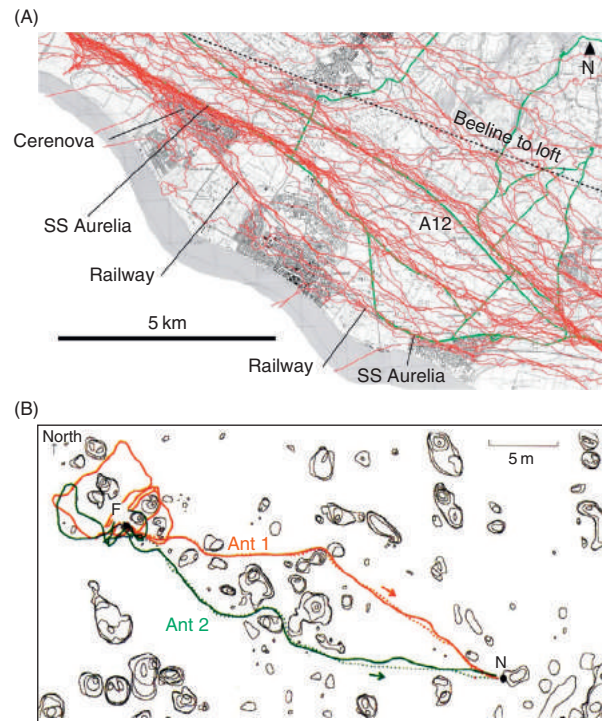 (A)
N
Cerenova
Beeline to loft
SS Aurelia
A12
Railway
5 km
Railway
SS Aurelia
(B)
North
5 m
F
Ant 1
Ant 2
N